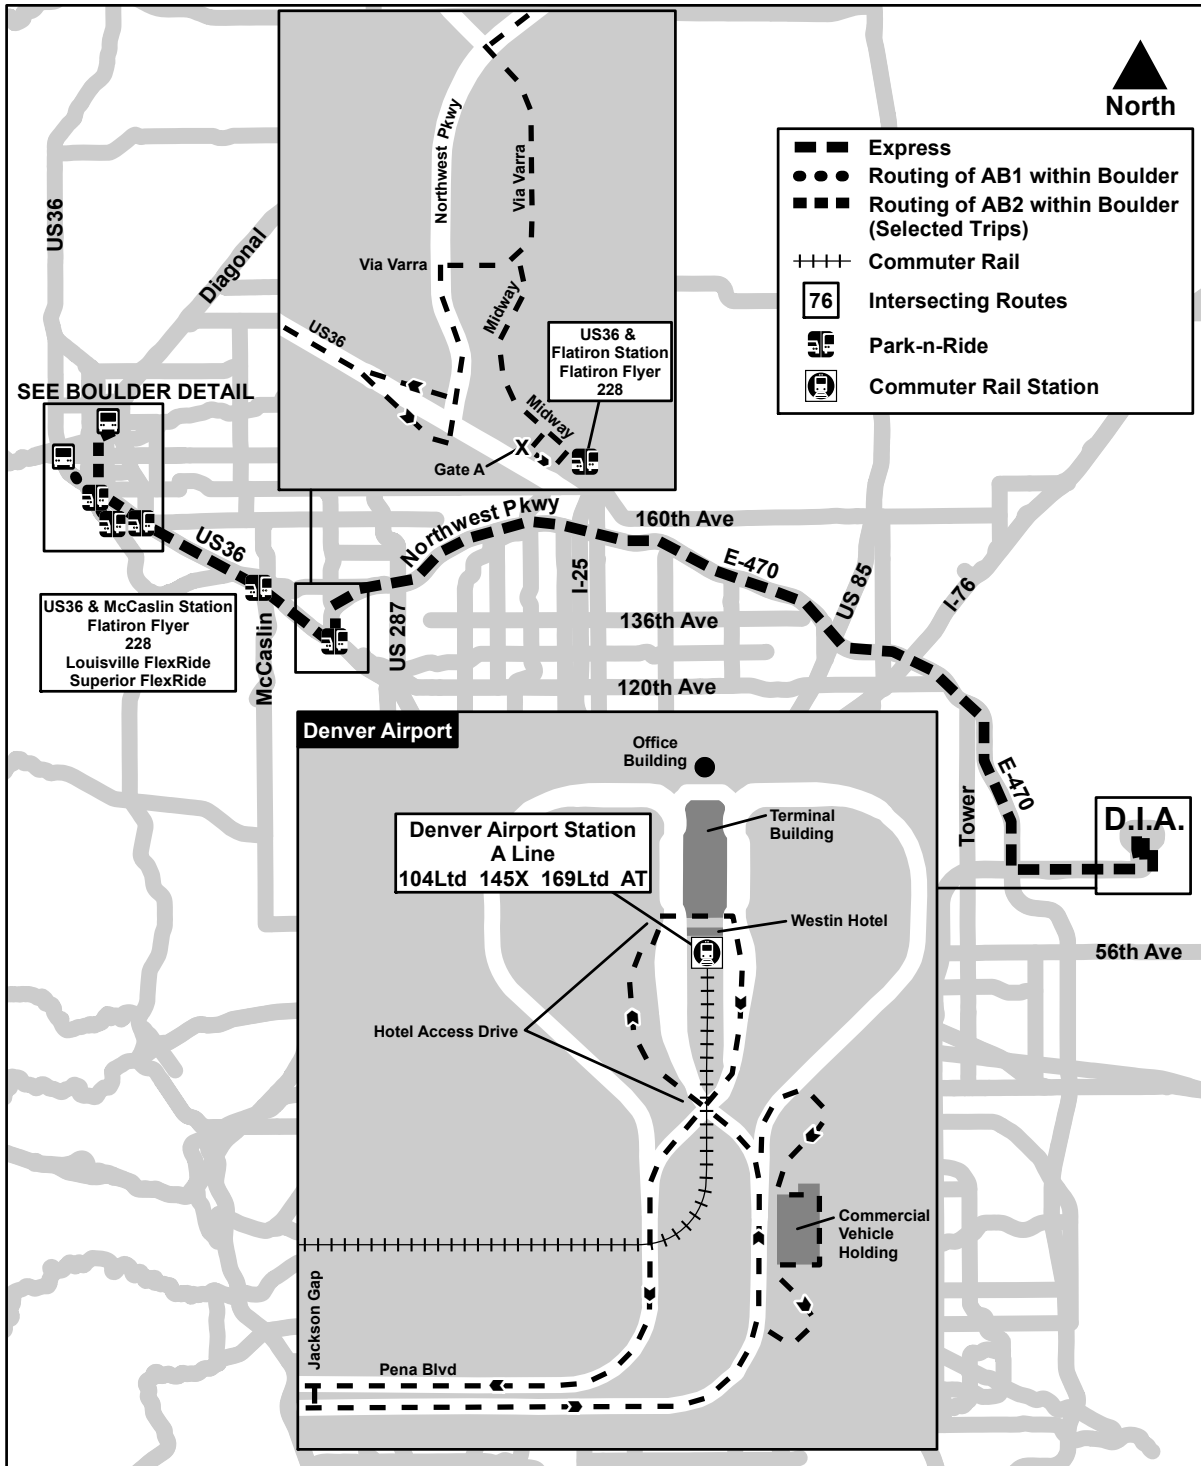 North
Express
Routing of AB1 within Boulder
Routing of AB2 within Boulder
(Selected Trips)
Commuter Rail
76
Intersecting Routes
Park-n-Ride
Commuter Rail Station
US36
Diagonal
SEE BOULDER DETAIL
Northwest Pkwy
Via Varra
Via Varra
Midway
US36
US36 &
Flatiron Station
Flatiron Flyer
228
Midway
X
Gate A
US36
Northwest Pkwy
160th Ave
E-470
I-25
US 85
I-76
136th Ave
US 287
120th Ave
McCaslin
US36 & McCaslin Station
Flatiron Flyer
228
Louisville FlexRide
Superior FlexRide
E-470
Tower
D.I.A.
56th Ave
Denver Airport
Office
Building
Terminal
Building
Denver Airport Station
A Line
104Ltd 145X 169Ltd AT
Westin Hotel
Hotel Access Drive
Commercial
Vehicle
Holding
Jackson Gap
Pena Blvd